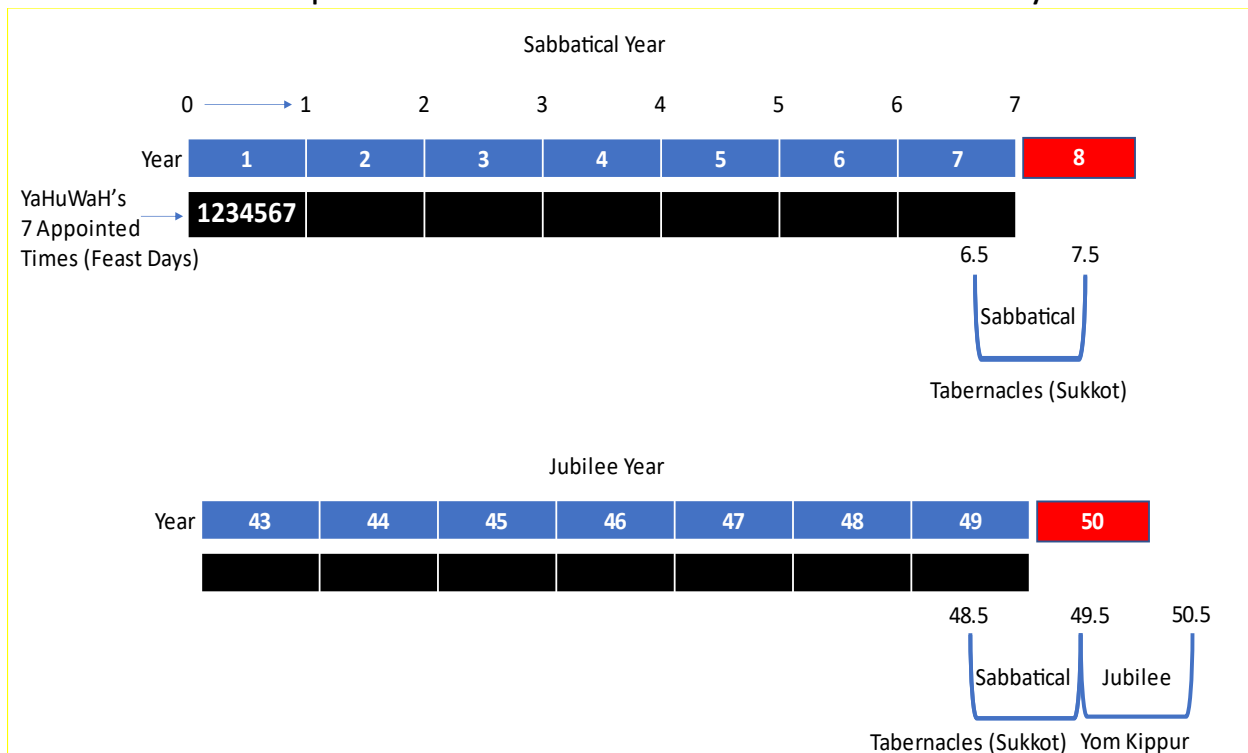 Sabbatical Year
0 1 2 3 4 5 6 7
Year 1 2 3 4 5 6 7 8
YaHuWaH's
7 Appointed
Times (Feast Days)
1234567
6.5 7.5
Sabbatical
Tabernacles (Sukkot)
Jubilee Year
Year 43 44 45 46 47 48 49 50
48.5 49.5 50.5
Sabbatical Jubilee
Tabernacles (Sukkot) Yom Kippur